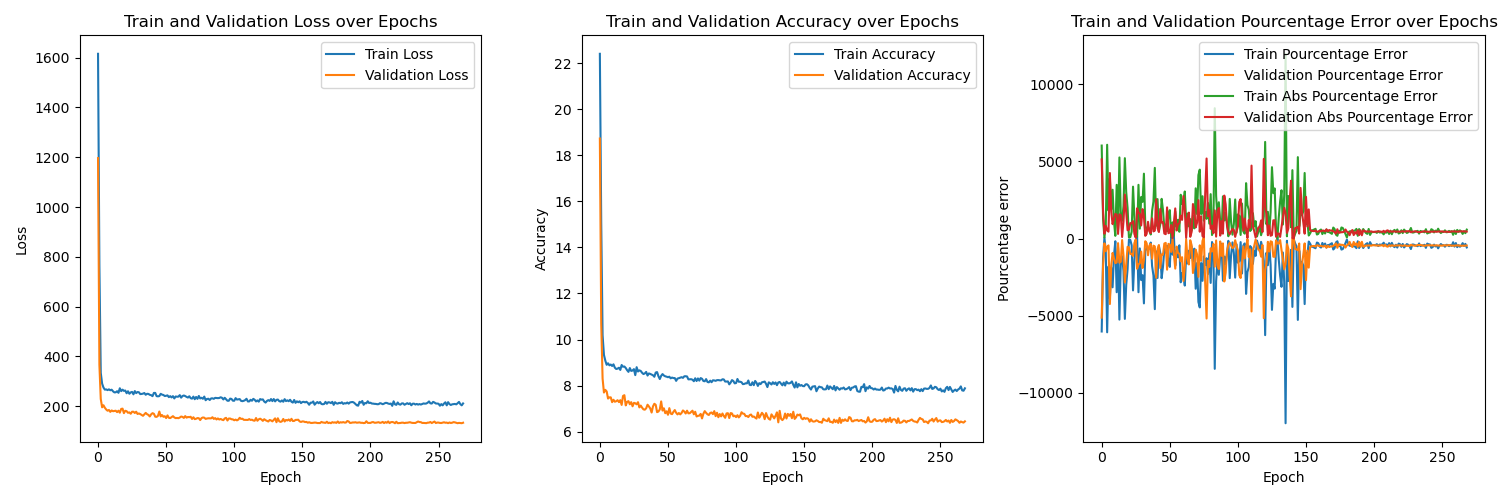 Train and Validation Loss over Epochs
Train Loss
Validation Loss
1600
1400
1200
1000
800
600
400
200
Loss
0
50
100
150
200
250
Epoch
Train and Validation Accuracy over Epochs
Train Accuracy
Validation Accuracy
22
20
18
16
14
12
10
8
6
Accuracy
0
50
100
150
200
250
Epoch
Train and Validation Pourcentage Error over Epochs
Train Pourcentage Error
Validation Pourcentage Error
Train Abs Pourcentage Error
Validation Abs Pourcentage Error
10000
5000
0
−5000
−10000
Pourcentage error
0
50
100
150
200
250
Epoch